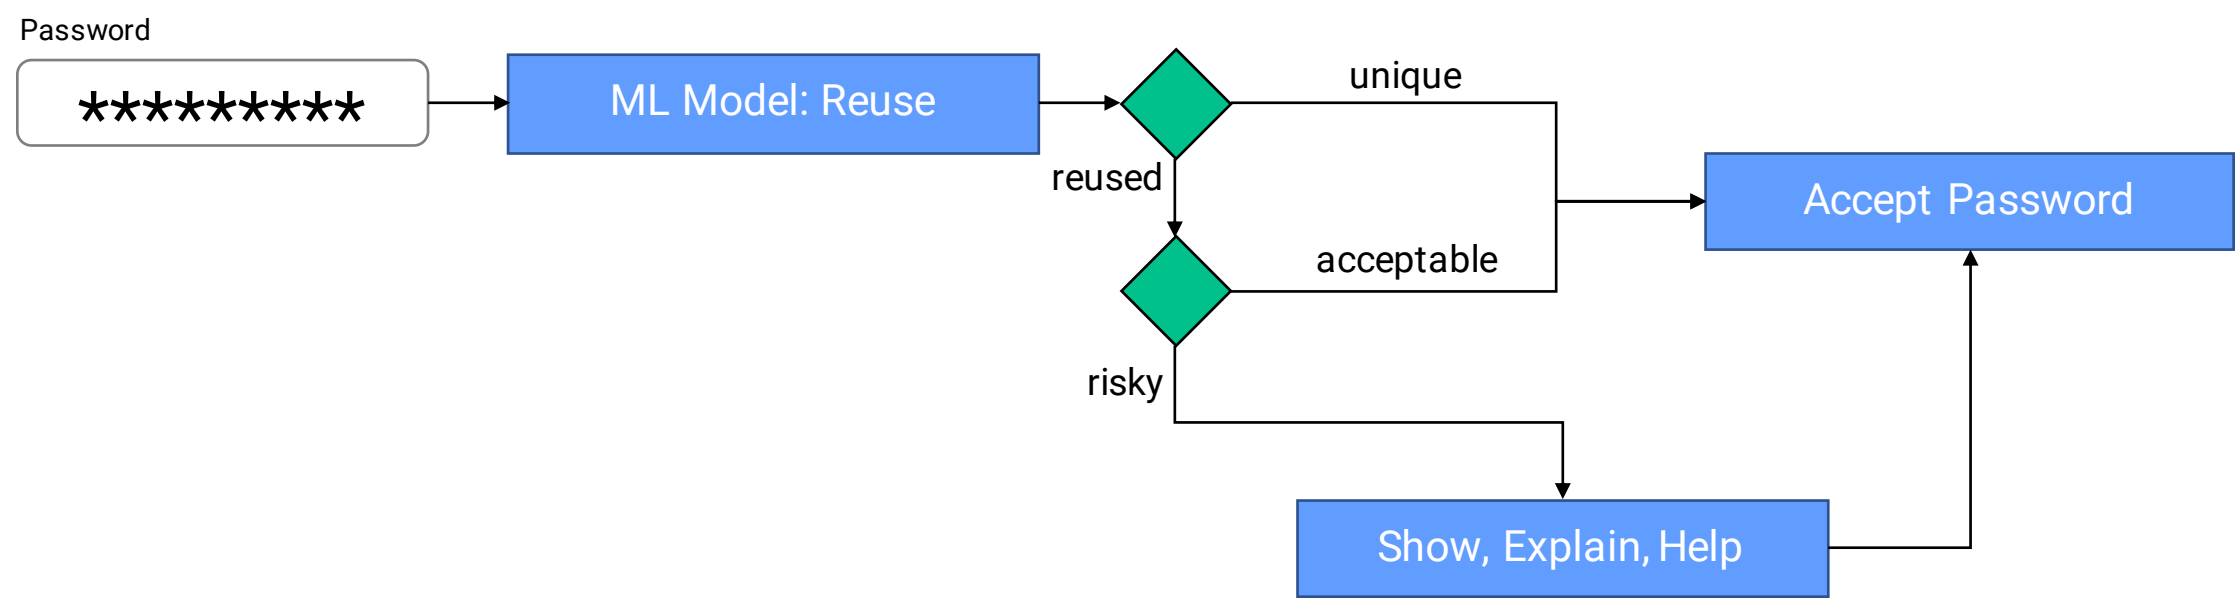 Password
*********
ML Model: Reuse
unique
reused
Accept Password
acceptable
risky
Show, Explain, Help